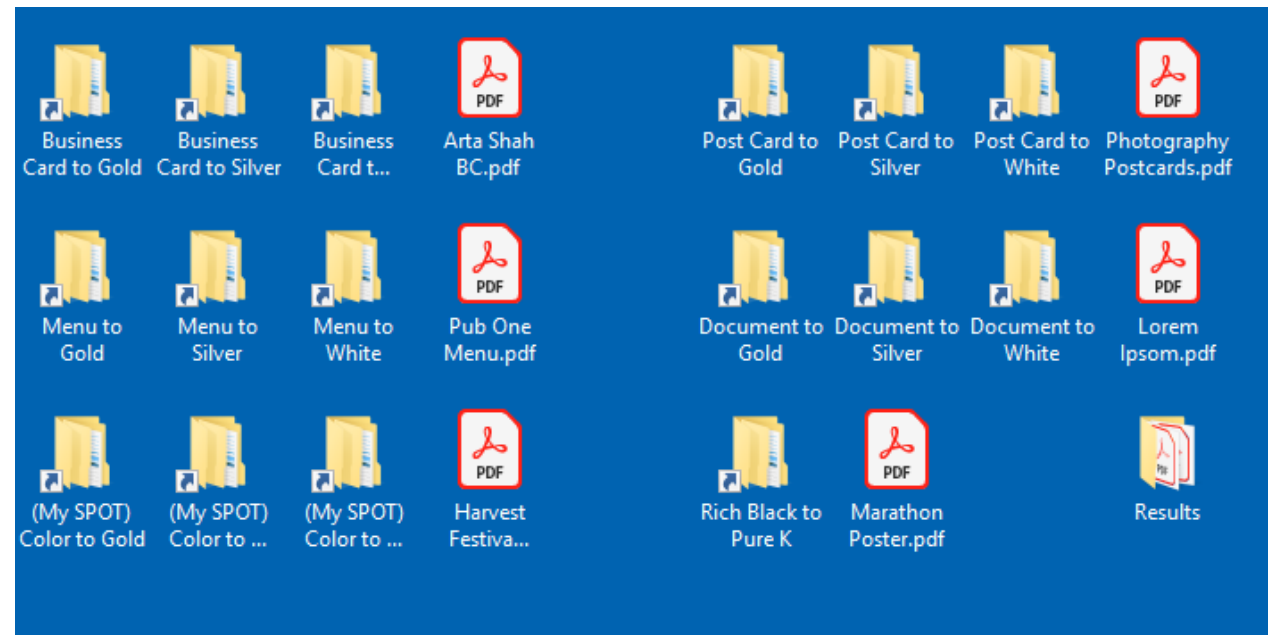 PDF
PDF
Business Card to Gold
Business Card to Silver
Business Card t...
Arta Shah BC.pdf
Post Card to Gold
Post Card to Silver
Post Card to White
Photography Postcards.pdf
PDF
PDF
Menu to Gold
Menu to Silver
Menu to White
Pub One Menu.pdf
Document to Gold
Document to Silver
Document to White
Lorem Ipsom.pdf
PDF
PDF
(My SPOT) Color to Gold
(My SPOT) Color to ...
(My SPOT) Color to ...
Harvest Festiva...
Rich Black to Pure K
Marathon Poster.pdf
Results